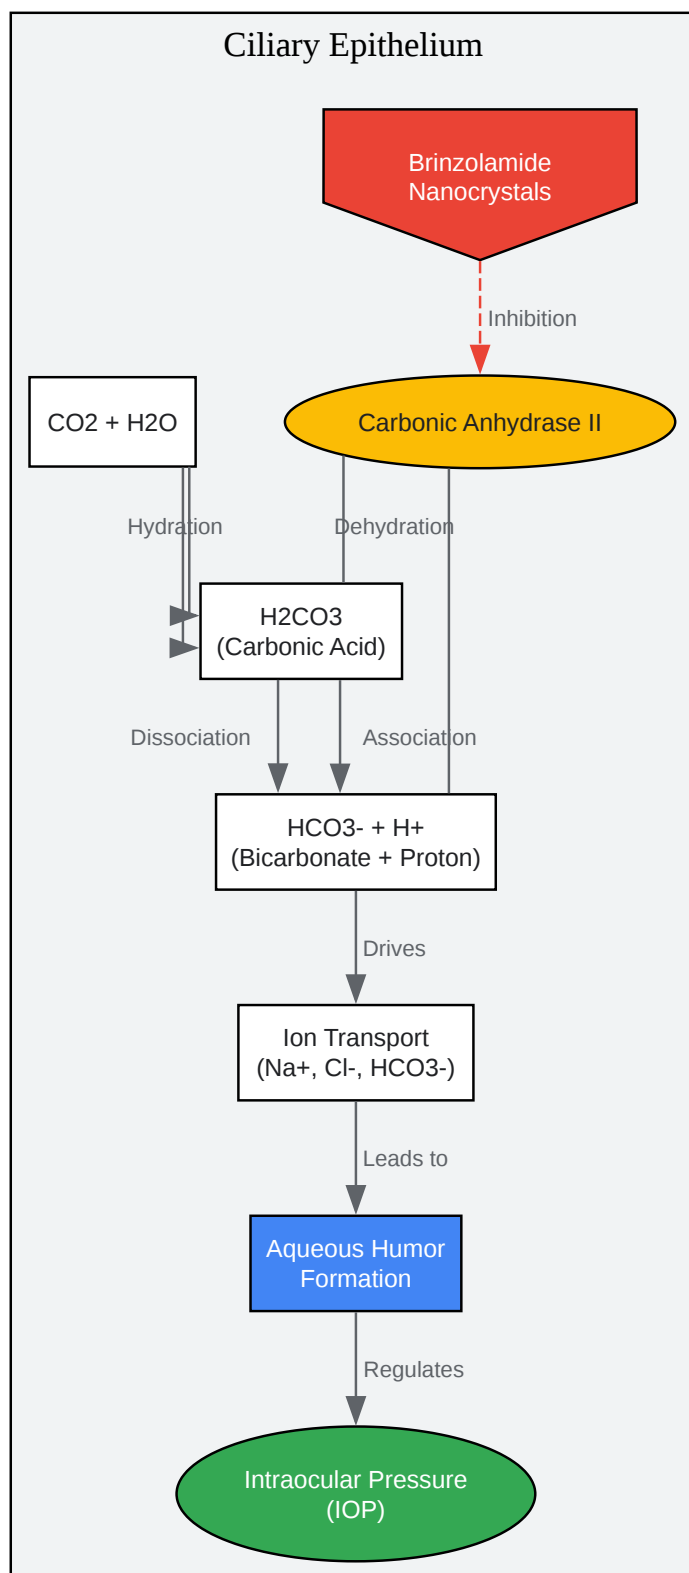 Ciliary Epithelium
Brinzolamide
Nanocrystals
Inhibition
CO2 + H2O
Carbonic Anhydrase II
Hydration
Dehydration
H2CO3
(Carbonic Acid)
Dissociation
Association
HCO3- + H+
(Bicarbonate + Proton)
Drives
Ion Transport
(Na+, Cl-, HCO3-)
Leads to
Aqueous Humor
Formation
Regulates
Intraocular Pressure
(IOP)